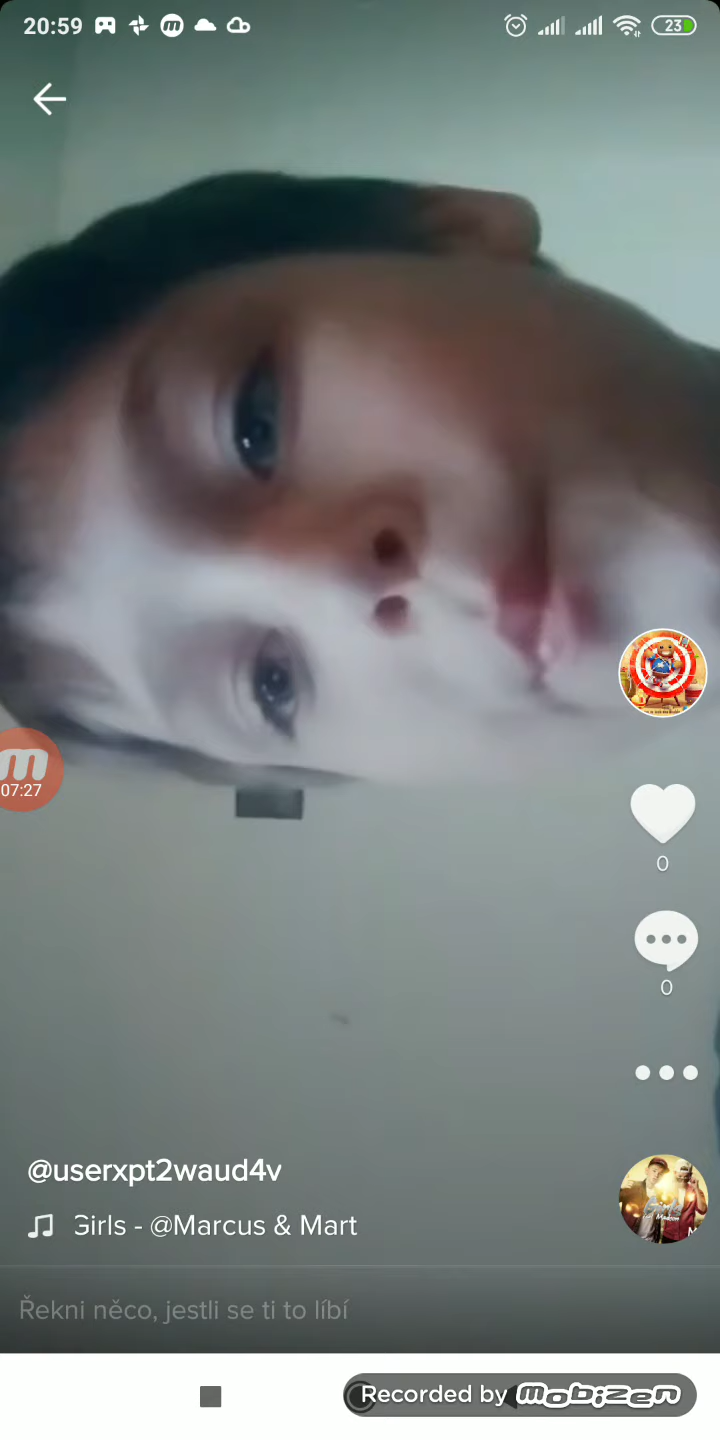 20:59
23
07:27
0
0
@userxpt2waud4v
Girls - @Marcus & Mart
Řekni něco, jestli se ti to líbí
Recorded by mobizen